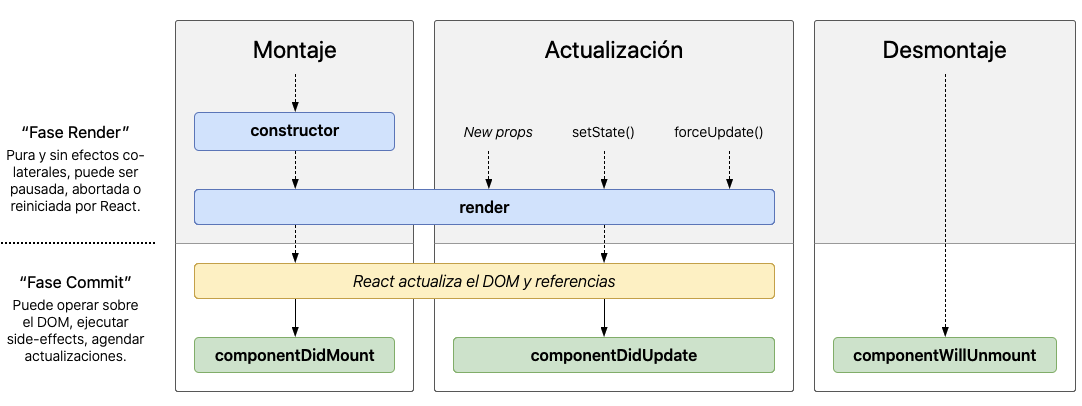 Montaje
Actualización
Desmontaje
“Fase Render”
Pura y sin efectos co-
laterales, puede ser
pausada, abortada o
reiniciada por React.
constructor
New props
setState()
forceUpdate()
render
“Fase Commit”
Puede operar sobre
el DOM, ejecutar
side-effects, agendar
actualizaciones.
React actualiza el DOM y referencias
componentDidMount
componentDidUpdate
componentWillUnmount